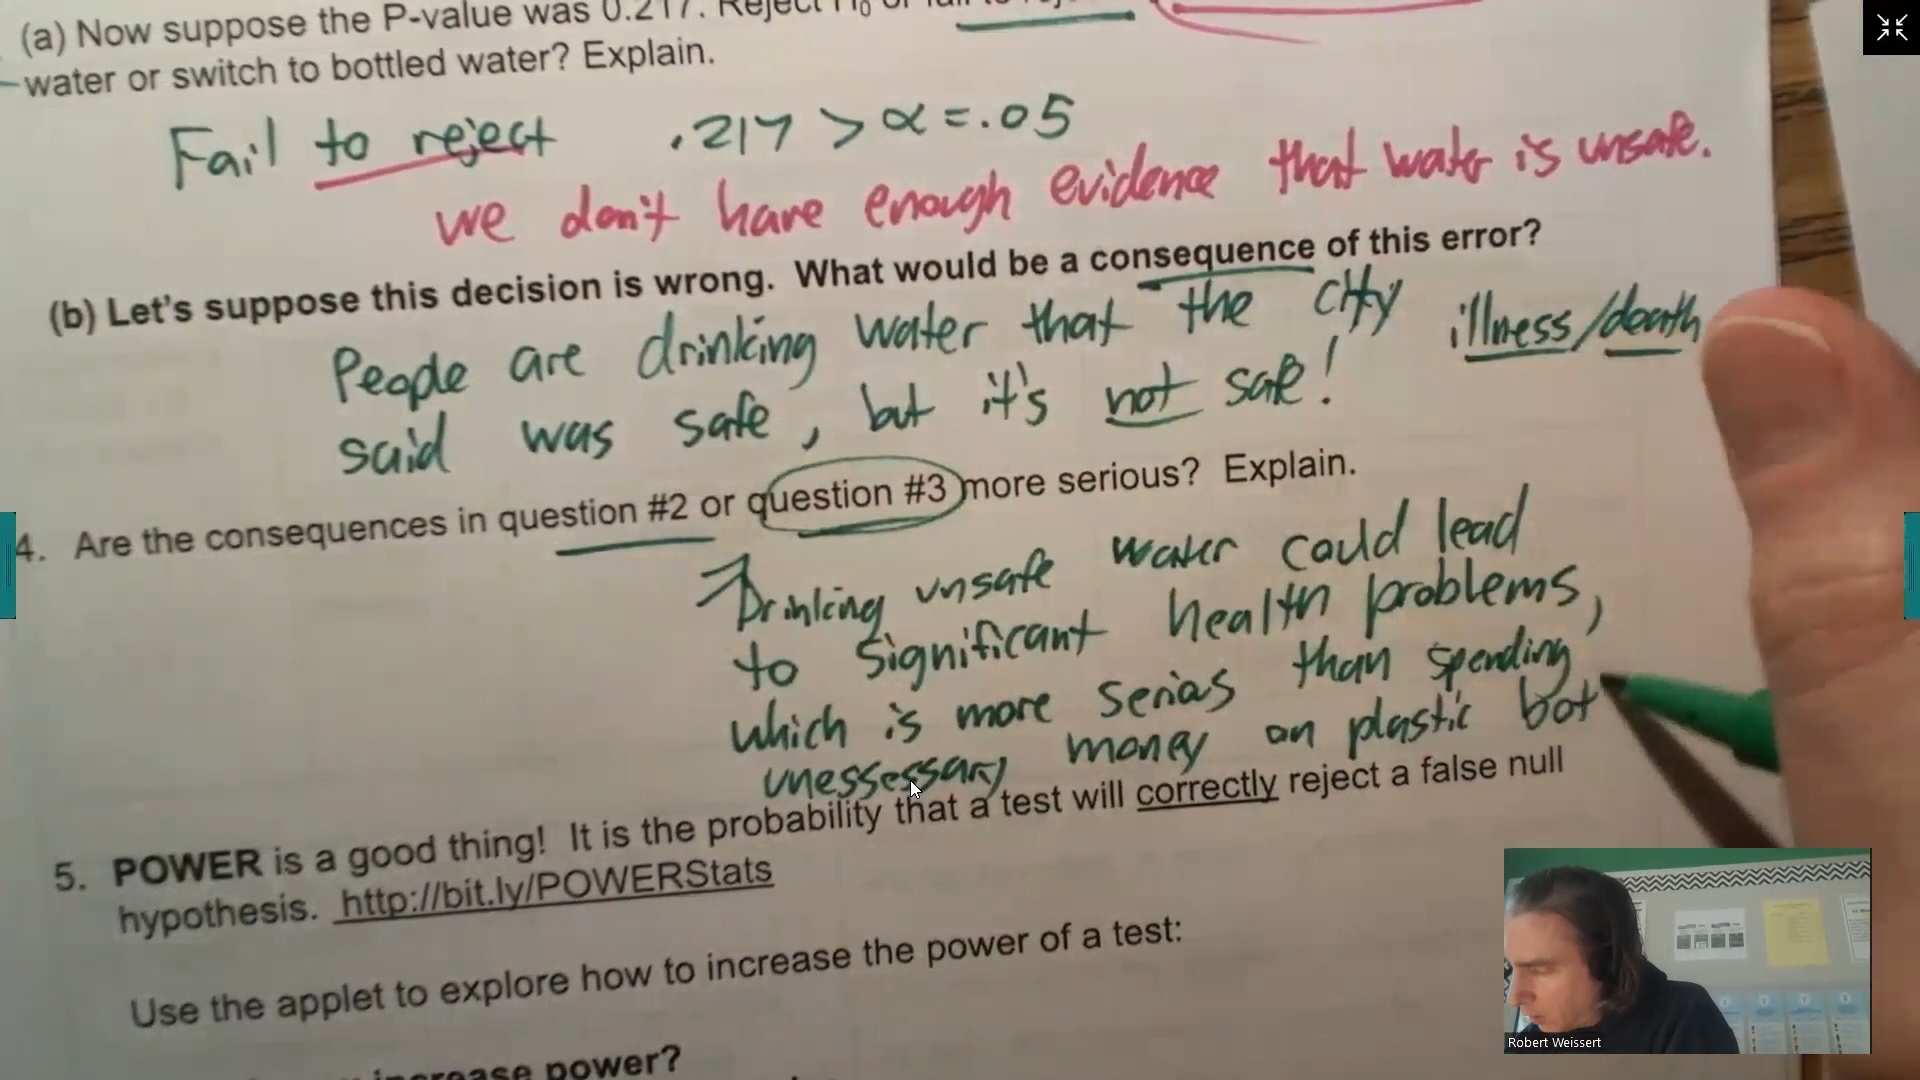 (a) Now suppose the P-value was 0.217. Reject H0 or fail to
water or switch to bottled water? Explain.
Fail to reject .217 > α = .05
we don't have enough evidence that water is unsafe.
(b) Let's suppose this decision is wrong. What would be a consequence of this error?
People are drinking water that the city illness/death
said was safe, but it's not safe!
4. Are the consequences in question #2 or question #3 more serious? Explain.
Drinking unsafe water could lead
to significant health problems,
which is more serias than spending
unessessary money on plastic bot
5. POWER is a good thing! It is the probability that a test will correctly reject a false null
hypothesis. http://bit.ly/POWERStats
Use the applet to explore how to increase the power of a test:
increase power?
Robert Weissert